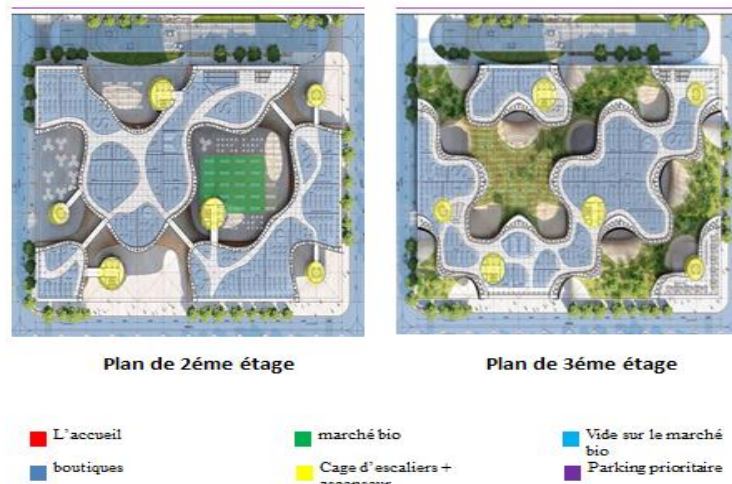 Plan de 2éme étage
Plan de 3éme étage
L'accueil
marché bio
Vide sur le marché
bio
boutiques
Cage d'escaliers +
ascenseur
Parking prioritaire